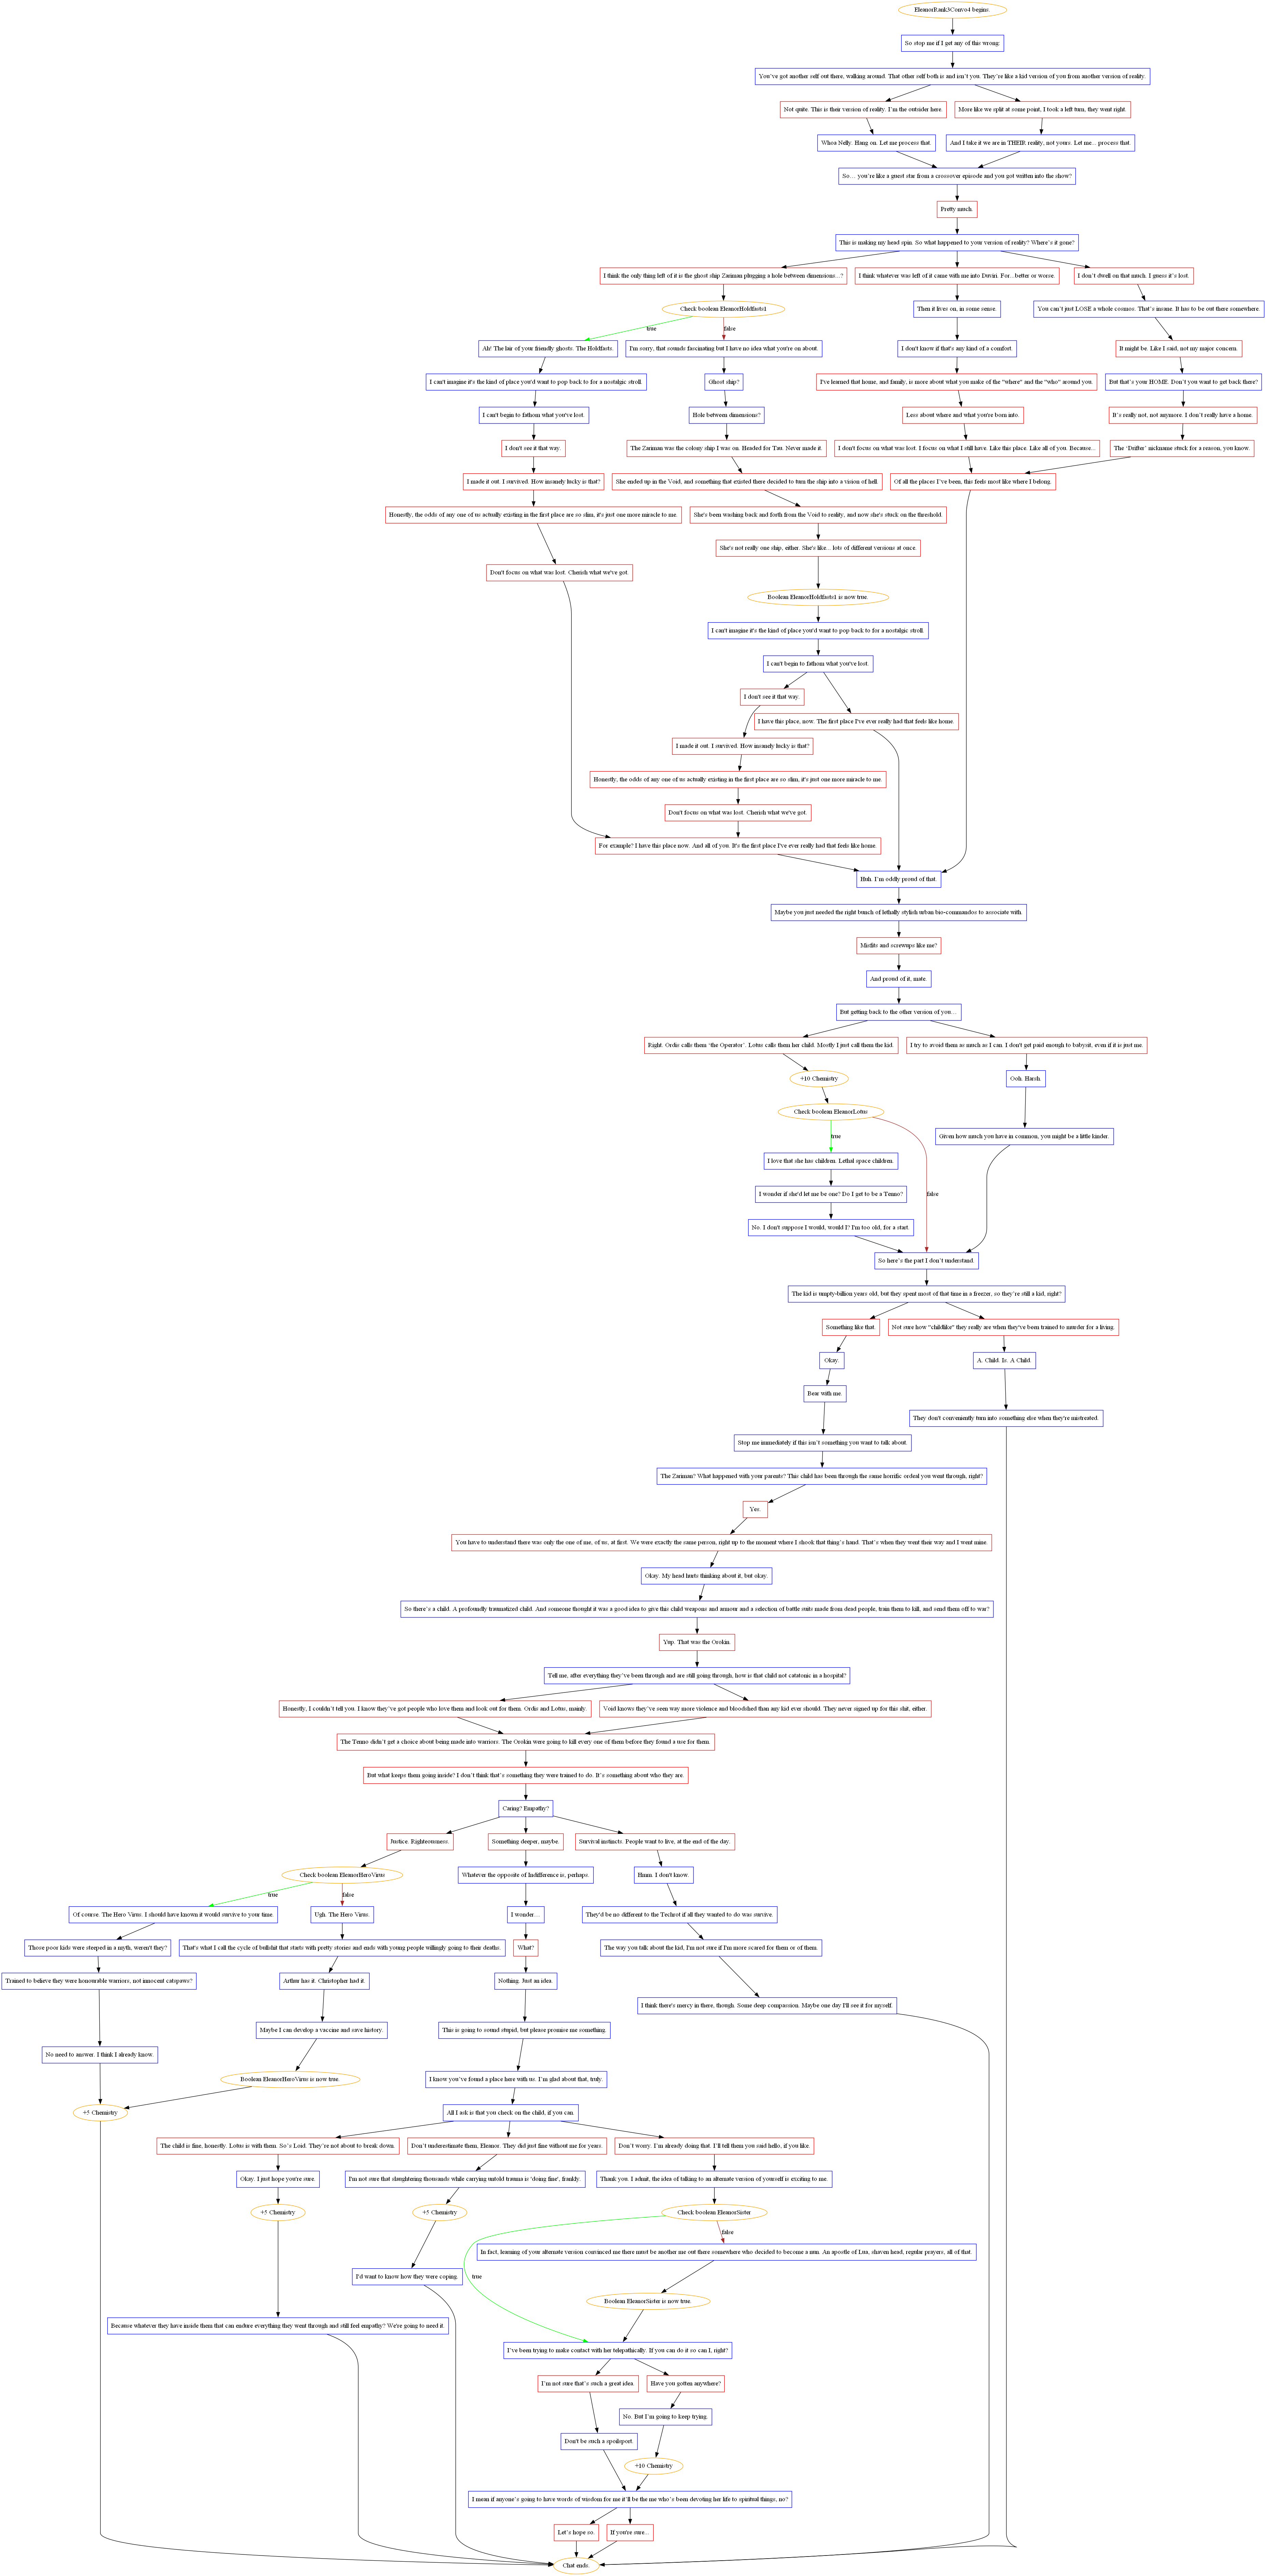 EleanorRank3Convo4 begins.
So stop me if I get any of this wrong:
You’ve got another self out there, walking around. That other self both is and isn’t you. They’re like a kid version of you from another version of reality.
Not quite. This is their version of reality. I’m the outsider here.
More like we split at some point, I took a left turn, they went right.
Whoa Nelly. Hang on. Let me process that.
And I take it we are in THEIR reality, not yours. Let me... process that.
So… you’re like a guest star from a crossover episode and you got written into the show?
Pretty much.
This is making my head spin. So what happened to your version of reality? Where’s it gone?
I think the only thing left of it is the ghost ship Zariman plugging a hole between dimensions...?
I think whatever was left of it came with me into Duviri. For... better or worse.
I don’t dwell on that much. I guess it’s lost.
Check boolean EleanorHoldfasts1
Then it lives on, in some sense.
You can’t just LOSE a whole cosmos. That’s insane. It has to be out there somewhere.
true
false
Ah! The lair of your friendly ghosts: The Holdfasts.
I'm sorry, that sounds fascinating but I have no idea what you're on about.
I don't know if that's any kind of a comfort.
It might be. Like I said, not my major concern.
I can't imagine it's the kind of place you'd want to pop back to for a nostalgic stroll.
Ghost ship?
I've learned that home, and family, is more about what you make of the "where" and the "who" around you.
But that’s your HOME. Don’t you want to get back there?
I can't begin to fathom what you've lost.
Hole between dimensions?
Less about where and what you're born into.
It’s really not, not anymore. I don’t really have a home.
I don't see it that way.
The Zariman was the colony ship I was on. Headed for Tau. Never made it.
I don't focus on what was lost. I focus on what I still have. Like this place. Like all of you. Because...
The ‘Drifter’ nickname stuck for a reason, you know.
I made it out. I survived. How insanely lucky is that?
She ended up in the Void, and something that existed there decided to turn the ship into a vision of hell.
Of all the places I’ve been, this feels most like where I belong.
Honestly, the odds of any one of us actually existing in the first place are so slim, it's just one more miracle to me.
She's been washing back and forth from the Void to reality, and now she's stuck on the threshold.
She's not really one ship, either. She's like... lots of different versions at once.
Don't focus on what was lost. Cherish what we've got.
Boolean EleanorHoldfasts1 is now true.
I can't imagine it's the kind of place you'd want to pop back to for a nostalgic stroll.
I can't begin to fathom what you've lost.
I don't see it that way.
I have this place, now. The first place I've ever really had that feels like home.
I made it out. I survived. How insanely lucky is that?
Honestly, the odds of any one of us actually existing in the first place are so slim, it's just one more miracle to me.
Don't focus on what was lost. Cherish what we've got.
For example? I have this place now. And all of you. It's the first place I've ever really had that feels like home.
Huh. I’m oddly proud of that.
Maybe you just needed the right bunch of lethally stylish urban bio-commandos to associate with.
Misfits and screwups like me?
And proud of it, mate.
But getting back to the other version of you…
Right. Ordis calls them ‘the Operator’. Lotus calls them her child. Mostly I just call them the kid.
I try to avoid them as much as I can. I don't get paid enough to babysit, even if it is just me.
+10 Chemistry
Ooh. Harsh.
Check boolean EleanorLotus
true
Given how much you have in common, you might be a little kinder.
I love that she has children. Lethal space children.
I wonder if she'd let me be one? Do I get to be a Tenno?
false
No. I don't suppose I would, would I? I'm too old, for a start.
So here’s the part I don’t understand.
The kid is umpty-billion years old, but they spent most of that time in a freezer, so they’re still a kid, right?
Something like that.
Not sure how "childlike" they really are when they've been trained to murder for a living.
Okay.
A. Child. Is. A Child.
Bear with me.
They don't conveniently turn into something else when they're mistreated.
Stop me immediately if this isn’t something you want to talk about.
The Zariman? What happened with your parents? This child has been through the same horrific ordeal you went through, right?
Yes.
You have to understand there was only the one of me, of us, at first. We were exactly the same person, right up to the moment where I shook that thing’s hand. That’s when they went their way and I went mine.
Okay. My head hurts thinking about it, but okay.
So there’s a child. A profoundly traumatized child. And someone thought it was a good idea to give this child weapons and armour and a selection of battle suits made from dead people, train them to kill, and send them off to war?
Yup. That was the Orokin.
Tell me, after everything they’ve been through and are still going through, how is that child not catatonic in a hospital?
Honestly, I couldn’t tell you. I know they’ve got people who love them and look out for them. Ordis and Lotus, mainly.
Void knows they’ve seen way more violence and bloodshed than any kid ever should. They never signed up for this shit, either.
The Tenno didn’t get a choice about being made into warriors. The Orokin were going to kill every one of them before they found a use for them.
But what keeps them going inside? I don’t think that’s something they were trained to do. It’s something about who they are.
Caring? Empathy?
Justice. Righteousness.
Something deeper, maybe.
Survival instincts. People want to live, at the end of the day.
Check boolean EleanorHeroVirus
Whatever the opposite of Indifference is, perhaps.
Hmm. I don't know.
true
false
Of course. The Hero Virus. I should have known it would survive to your time.
Ugh. The Hero Virus.
I wonder…
They'd be no different to the Techrot if all they wanted to do was survive.
Those poor kids were steeped in a myth, weren't they?
That's what I call the cycle of bullshit that starts with pretty stories and ends with young people willingly going to their deaths.
What?
The way you talk about the kid, I'm not sure if I'm more scared for them or of them.
Trained to believe they were honourable warriors, not innocent catspaws?
Arthur has it. Christopher had it.
Nothing. Just an idea.
I think there's mercy in there, though. Some deep compassion. Maybe one day I'll see it for myself.
Maybe I can develop a vaccine and save history.
This is going to sound stupid, but please promise me something.
No need to answer. I think I already know.
Boolean EleanorHeroVirus is now true.
I know you’ve found a place here with us. I’m glad about that, truly.
+5 Chemistry
All I ask is that you check on the child, if you can.
The child is fine, honestly. Lotus is with them. So’s Loid. They’re not about to break down.
Don’t underestimate them, Eleanor. They did just fine without me for years.
Don’t worry. I’m already doing that. I’ll tell them you said hello, if you like.
Okay. I just hope you're sure.
I'm not sure that slaughtering thousands while carrying untold trauma is 'doing fine', frankly.
Thank you. I admit, the idea of talking to an alternate version of yourself is exciting to me.
+5 Chemistry
+5 Chemistry
Check boolean EleanorSister
false
In fact, learning of your alternate version convinced me there must be another me out there somewhere who decided to become a nun. An apostle of Lua, shaven head, regular prayers, all of that.
I'd want to know how they were coping.
true
Boolean EleanorSister is now true.
Because whatever they have inside them that can endure everything they went through and still feel empathy? We're going to need it.
I’ve been trying to make contact with her telepathically. If you can do it so can I, right?
I’m not sure that’s such a great idea.
Have you gotten anywhere?
No. But I’m going to keep trying.
Don't be such a spoilsport.
+10 Chemistry
I mean if anyone’s going to have words of wisdom for me it’ll be the me who’s been devoting her life to spiritual things, no?
Let’s hope so.
If you're sure...
Chat ends.